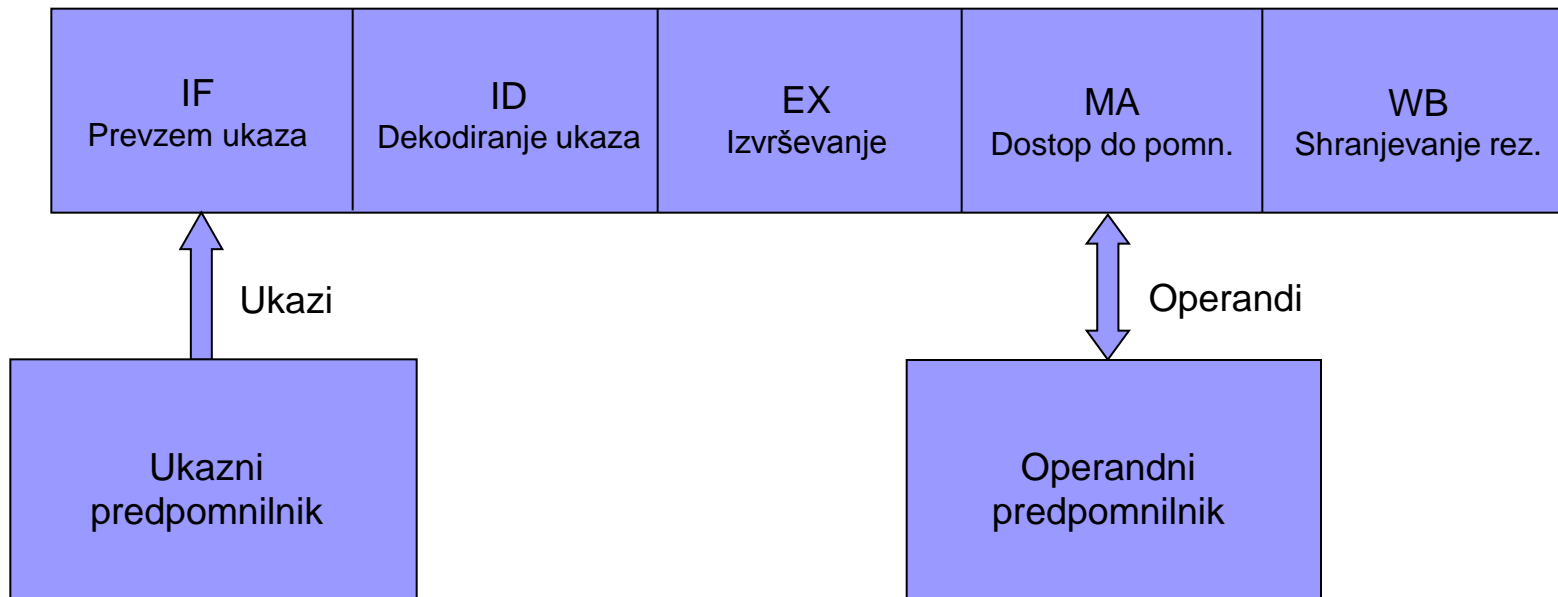 IF
Prevzem ukaza
ID
Dekodiranje ukaza
EX
Izvrševanje
MA
Dostop do pomn.
WB
Shranjevanje rez.
Ukazi
Operandi
Ukazni
predpomnilnik
Operandni
predpomnilnik